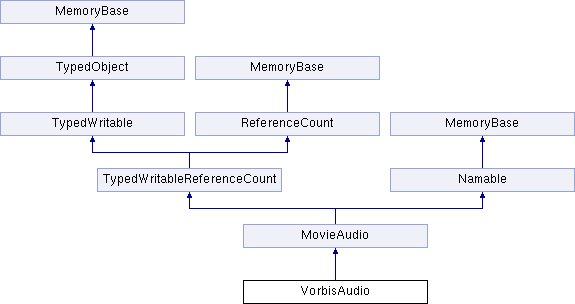 MemoryBase
TypedObject
MemoryBase
TypedWritable
ReferenceCount
MemoryBase
TypedWritableReferenceCount
Namable
MovieAudio
VorbisAudio